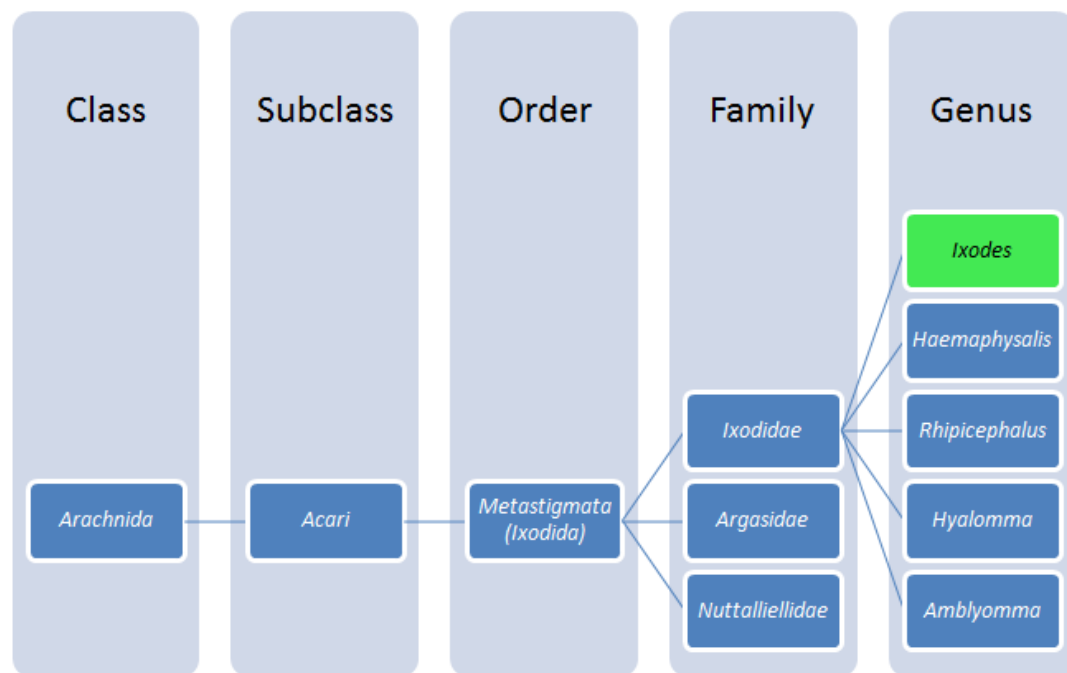 Class
Subclass
Order
Family
Genus
Arachnida
Acari
Metastigmata
(Ixodida)
Ixodidae
Argasidae
Nuttalliellidae
Ixodes
Haemaphysalis
Rhipicephalus
Hyalomma
Amblyomma